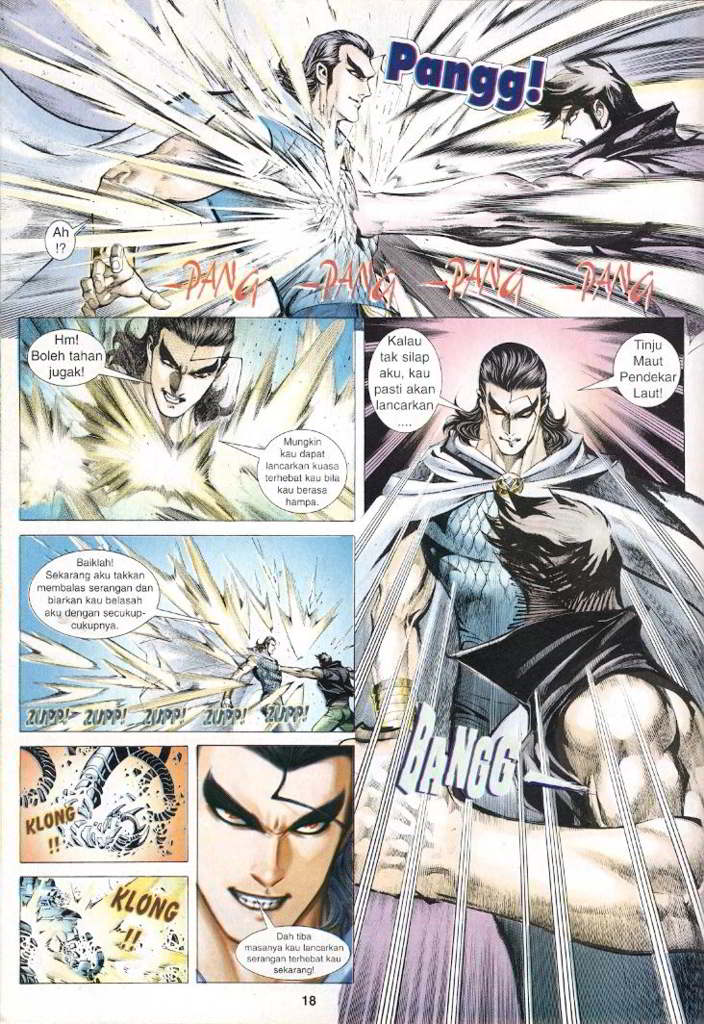 Pangg!
Ah
!?
-PANG
-PANG
-PANG
-PANG
Hm!
Boleh tahan
jugak!
Mungkin
kau dapat
lancarkan kuasa
terhebat kau bila
kau berasa
hampa.
Kalau
tak silap
aku, kau
pasti akan
lancarkan
....
Tinju
Maut
Pendekar
Laut!
Baiklah!
Sekarang aku takkan
membalas serangan dan
biarkan kau belasah
aku dengan secukup-
cukupnya.
ZUPP! ZUPP! ZUPP! ZUPP! ZUPP!
BANGG
KLONG
!!
KLONG
!!
Dah tiba
masanya kau lancarkan
serangan terhebat kau
sekarang!
18